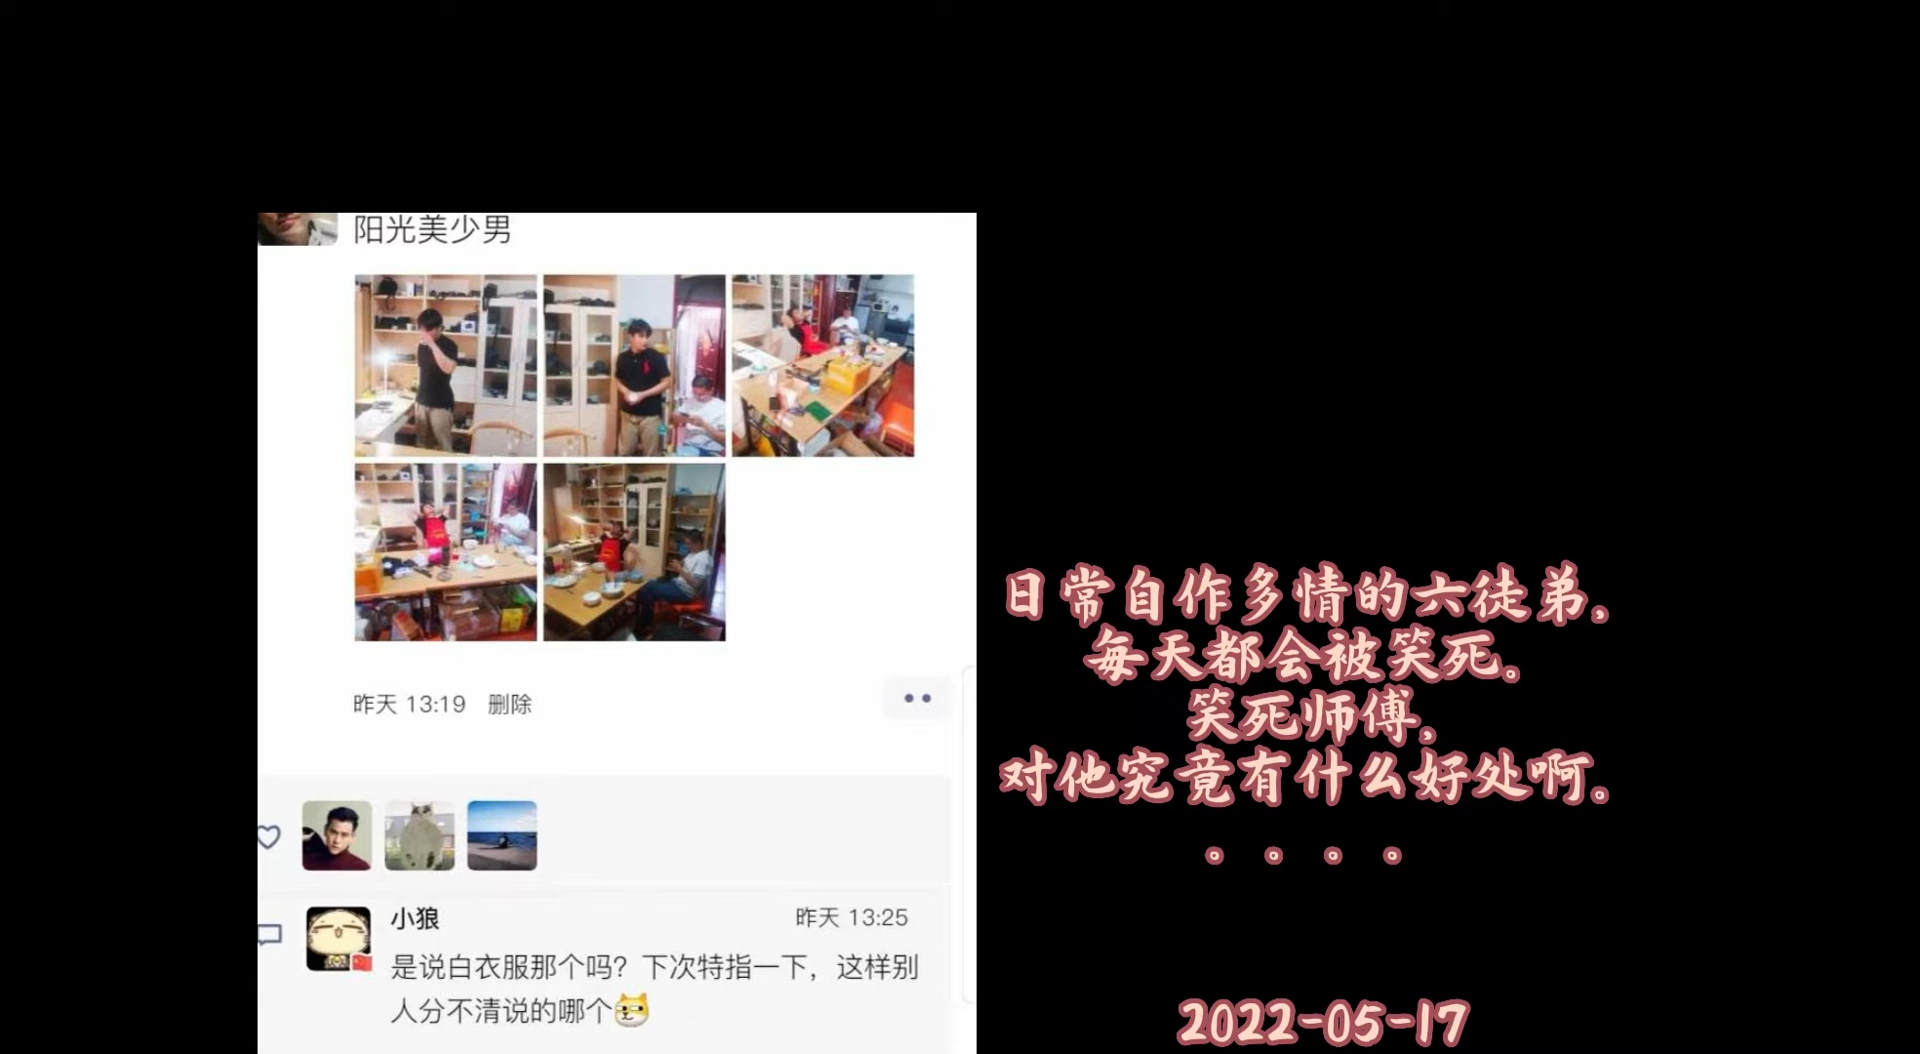 阳光美少男
昨天 13:19 删除
小狼
昨天 13:25
是说白衣服那个吗？下次特指一下，这样别
人分不清说的哪个
日常自作多情的六徒弟，
每天都会被笑死。
笑死师傅，
对他究竟有什么好处啊。
。。。。
2022-05-17